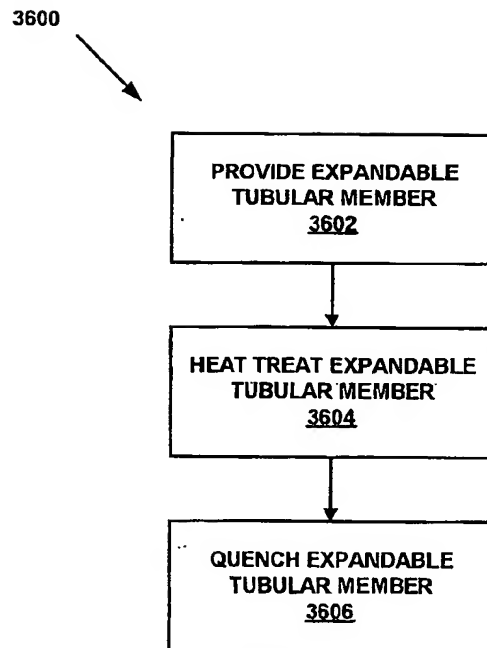 3600
PROVIDE EXPANDABLE
TUBULAR MEMBER
3602
HEAT TREAT EXPANDABLE
TUBULAR MEMBER
3604
QUENCH EXPANDABLE
TUBULAR MEMBER
3606